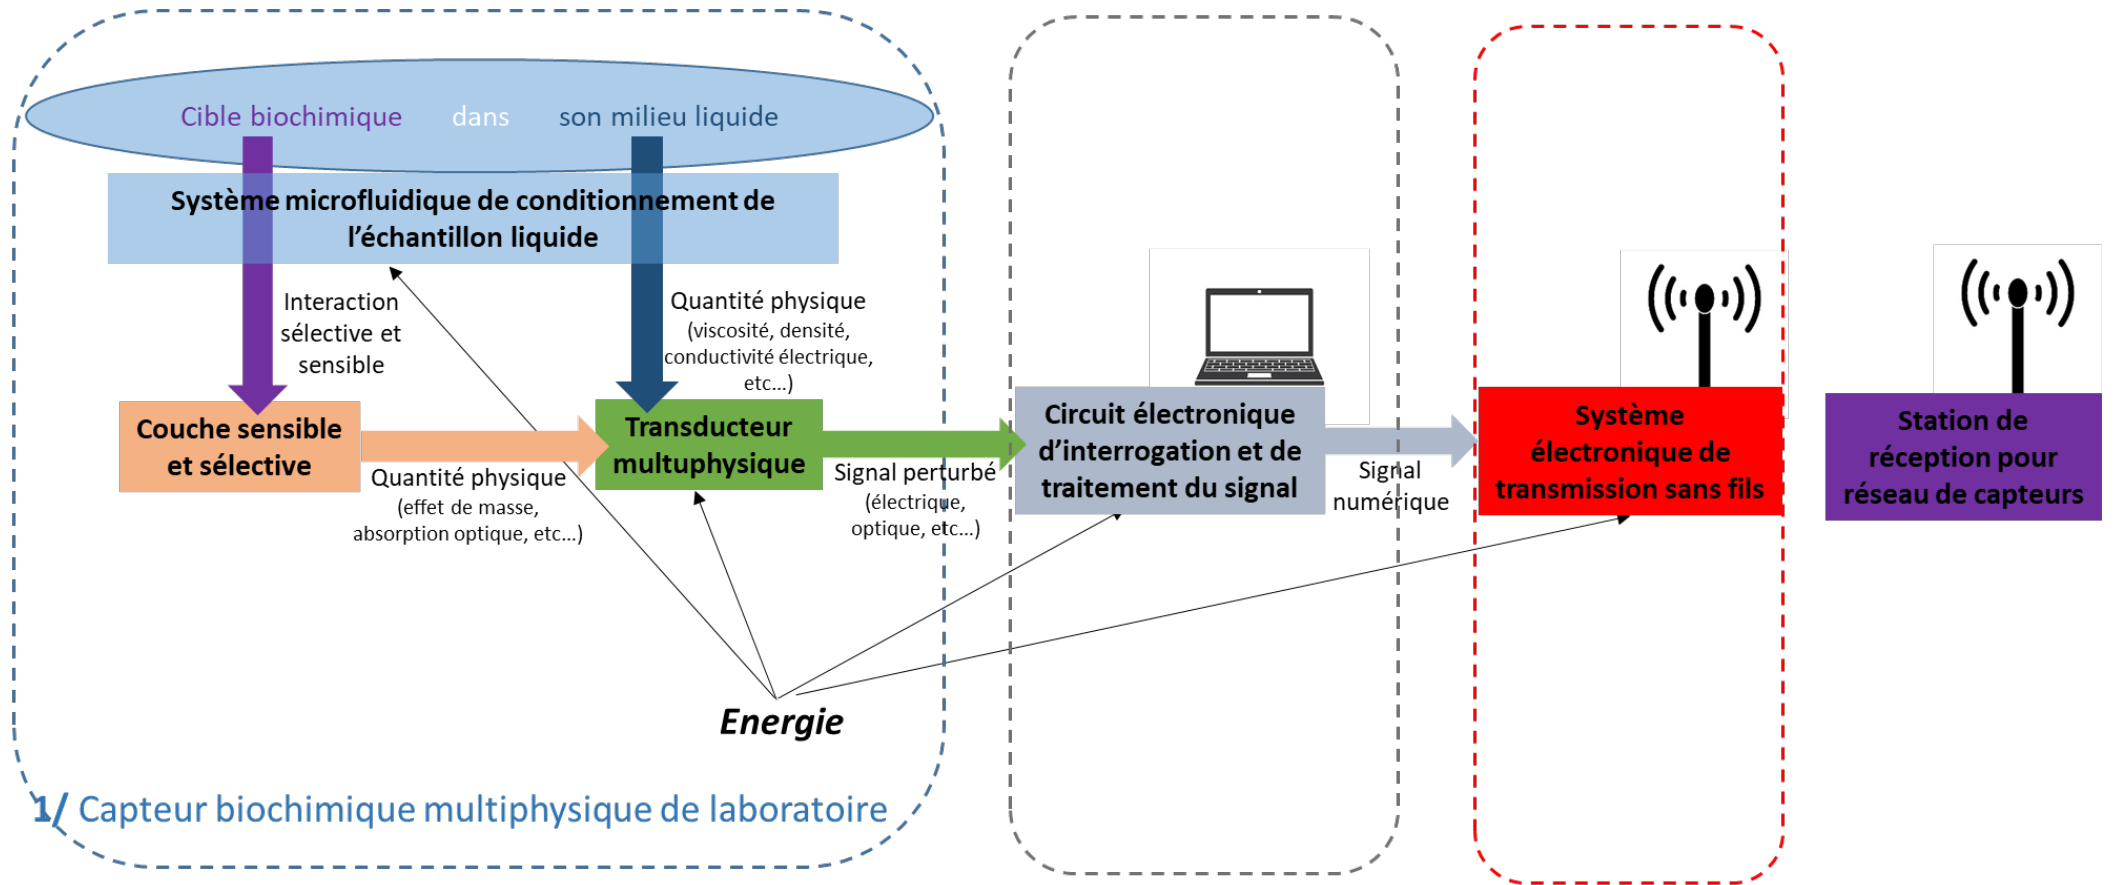 Cible biochimique dans son milieu liquide
Système microfluidique de conditionnement de
l'échantillon liquide
Interaction
sélective et
sensible
Quantité physique
(viscosité, densité,
conductivité électrique,
etc...)
Couche sensible
et sélective
Quantité physique
(effet de masse,
absorption optique, etc...)
Transducteur
multuphysique
Signal perturbé
(électrique,
optique, etc...)
Circuit électronique
d'interrogation et de
traitement du signal
Signal
numérique
Système
électronique de
transmission sans fils
Station de
réception pour
réseau de capteurs
Energie
1/ Capteur biochimique multiphysique de laboratoire